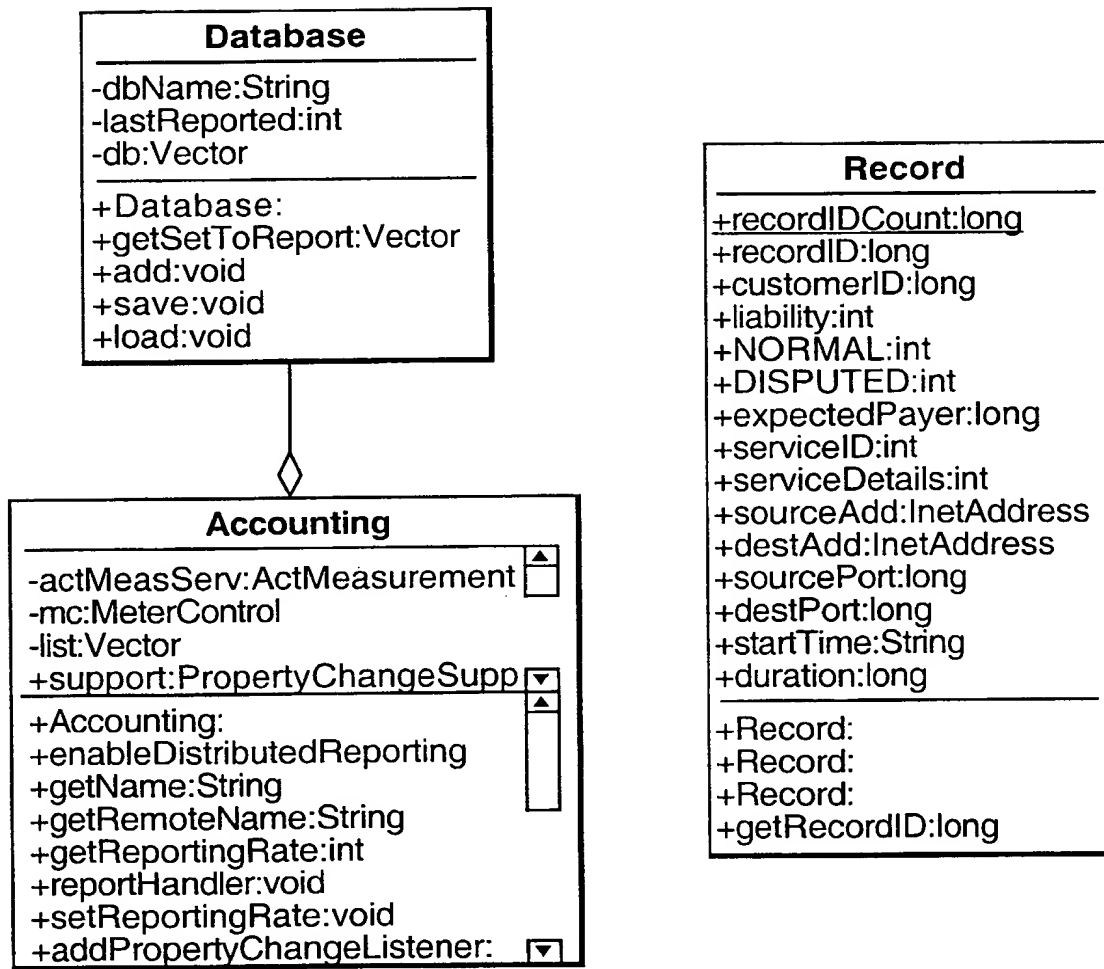 Database
-dbName:String
-lastReported:int
-db:Vector
+Database:
+getSetToReport:Vector
+add:void
+save:void
+load:void
Accounting
-actMeasServ:ActMeasurement
-mc:MeterControl
-list:Vector
+support:PropertyChangeSupp
+Accounting:
+enableDistributedReporting
+getName:String
+getRemoteName:String
+getReportingRate:int
+reportHandler:void
+setReportingRate:void
+addPropertyChangeListener:
Record
+recordIDCount:long
+recordID:long
+customerID:long
+liability:int
+NORMAL:int
+DISPUTED:int
+expectedPayer:long
+serviceID:int
+serviceDetails:int
+sourceAdd:InetAddress
+destAdd:InetAddress
+sourcePort:long
+destPort:long
+startTime:String
+duration:long
+Record:
+Record:
+Record:
+getRecordID:long